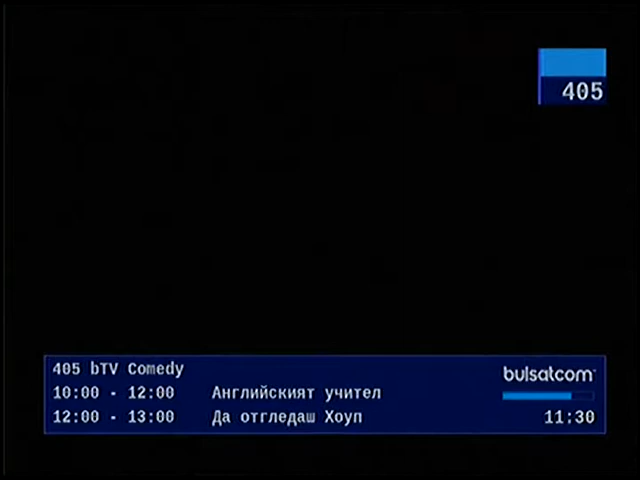 405
405 bTV Comedy
bulsatcom
10:00 - 12:00 Английският учител
12:00 - 13:00 Да отгледаш Хоуп
11:30